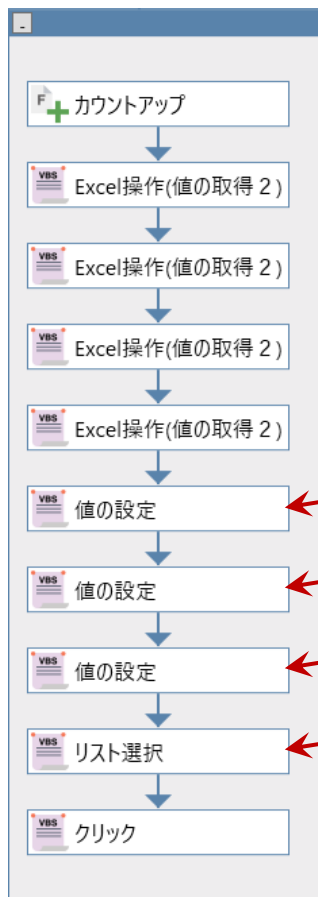 -
F
カウントアップ
VBS
Excel操作(値の取得２)
VBS
Excel操作(値の取得２)
VBS
Excel操作(値の取得２)
VBS
Excel操作(値の取得２)
VBS
値の設定
VBS
値の設定
VBS
値の設定
VBS
リスト選択
VBS
クリック